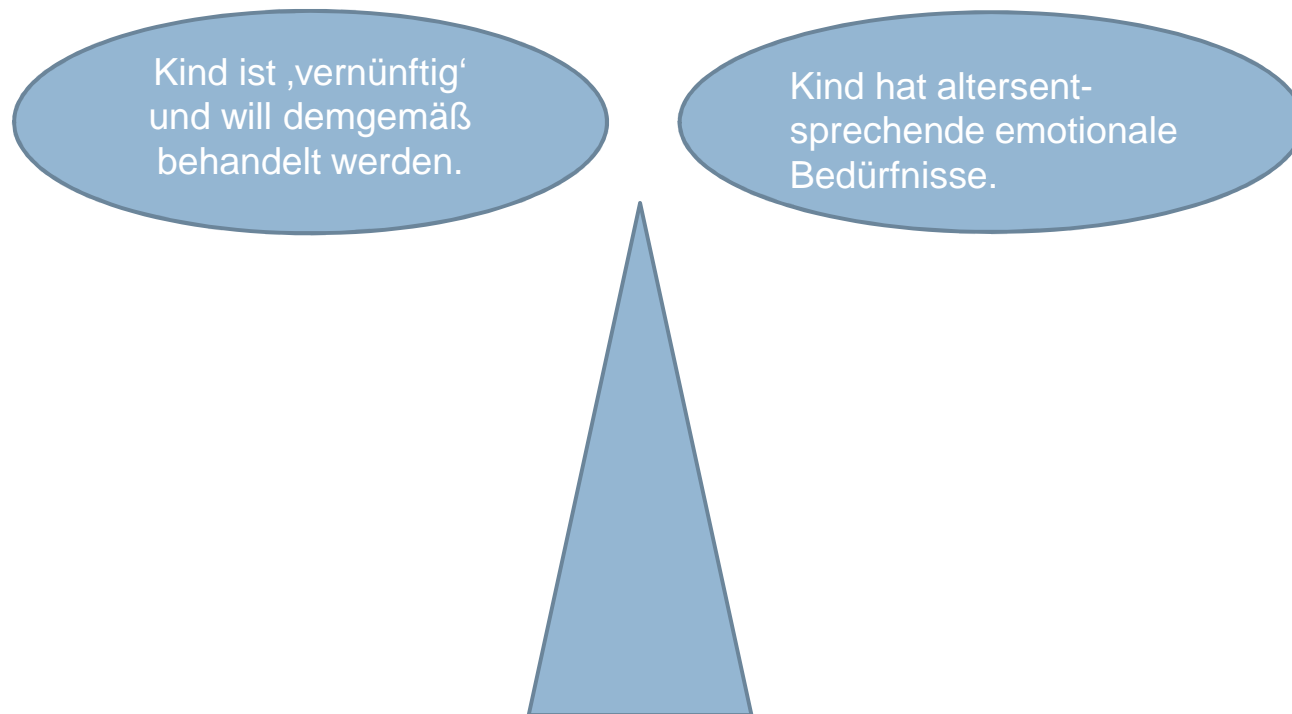 Kind ist ‚vernünftig‘
und will demgemäß
behandelt werden.
Kind hat altersent-
sprechende emotionale
Bedürfnisse.